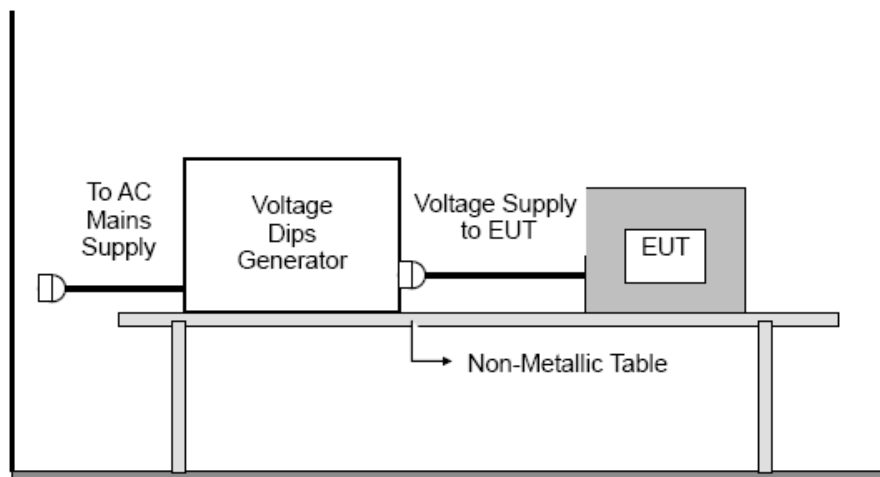 To AC
Mains
Supply
Voltage
Dips
Generator
Voltage Supply
to EUT
EUT
Non-Metallic Table